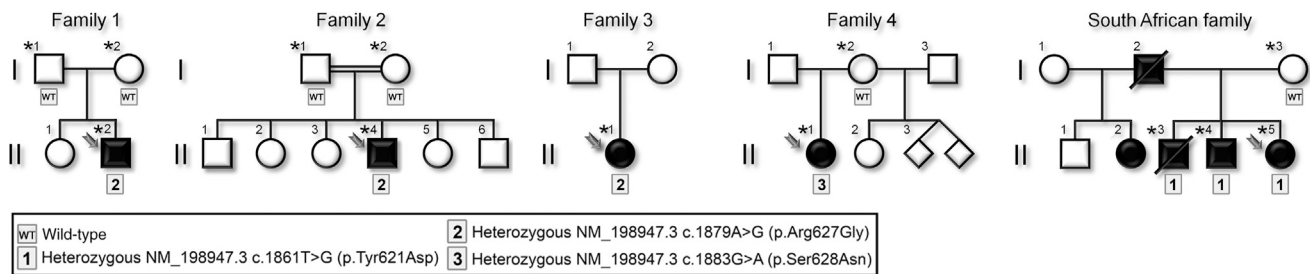 Family 1 Family 2 Family 3 Family 4 South African family
I *1 *2 I *1 *2 I 1 2 I 1 *2 3 I 1 2 *3
WT WT WT WT WT WT
II 1 *2 II 1 2 3 *4 5 6 II *1 II *1 2 3 II 1 2 *3 *4 *5
2 2 2 3 1 1 1
WT Wild-type
2 Heterozygous NM_198947.3 c.1879A>G (p.Arg627Gly)
1 Heterozygous NM_198947.3 c.1861T>G (p.Tyr621Asp)
3 Heterozygous NM_198947.3 c.1883G>A (p.Ser628Asn)